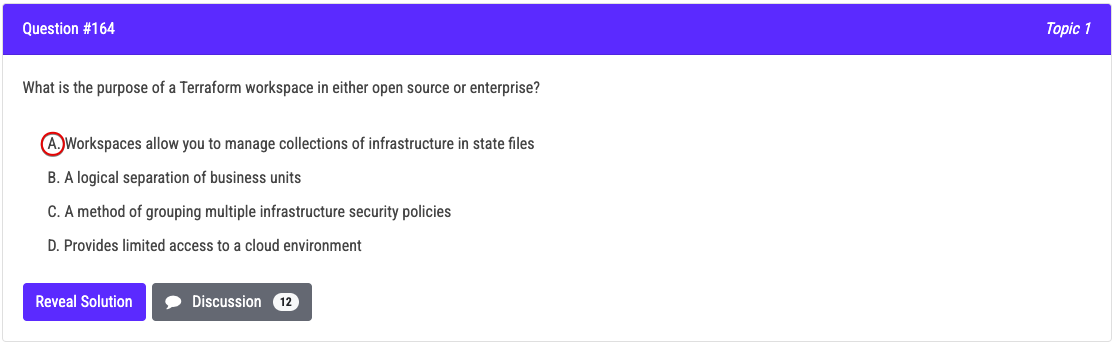 Question #164
Topic 1
What is the purpose of a Terraform workspace in either open source or enterprise?
A. Workspaces allow you to manage collections of infrastructure in state files
B. A logical separation of business units
C. A method of grouping multiple infrastructure security policies
D. Provides limited access to a cloud environment
Reveal Solution
Discussion 12